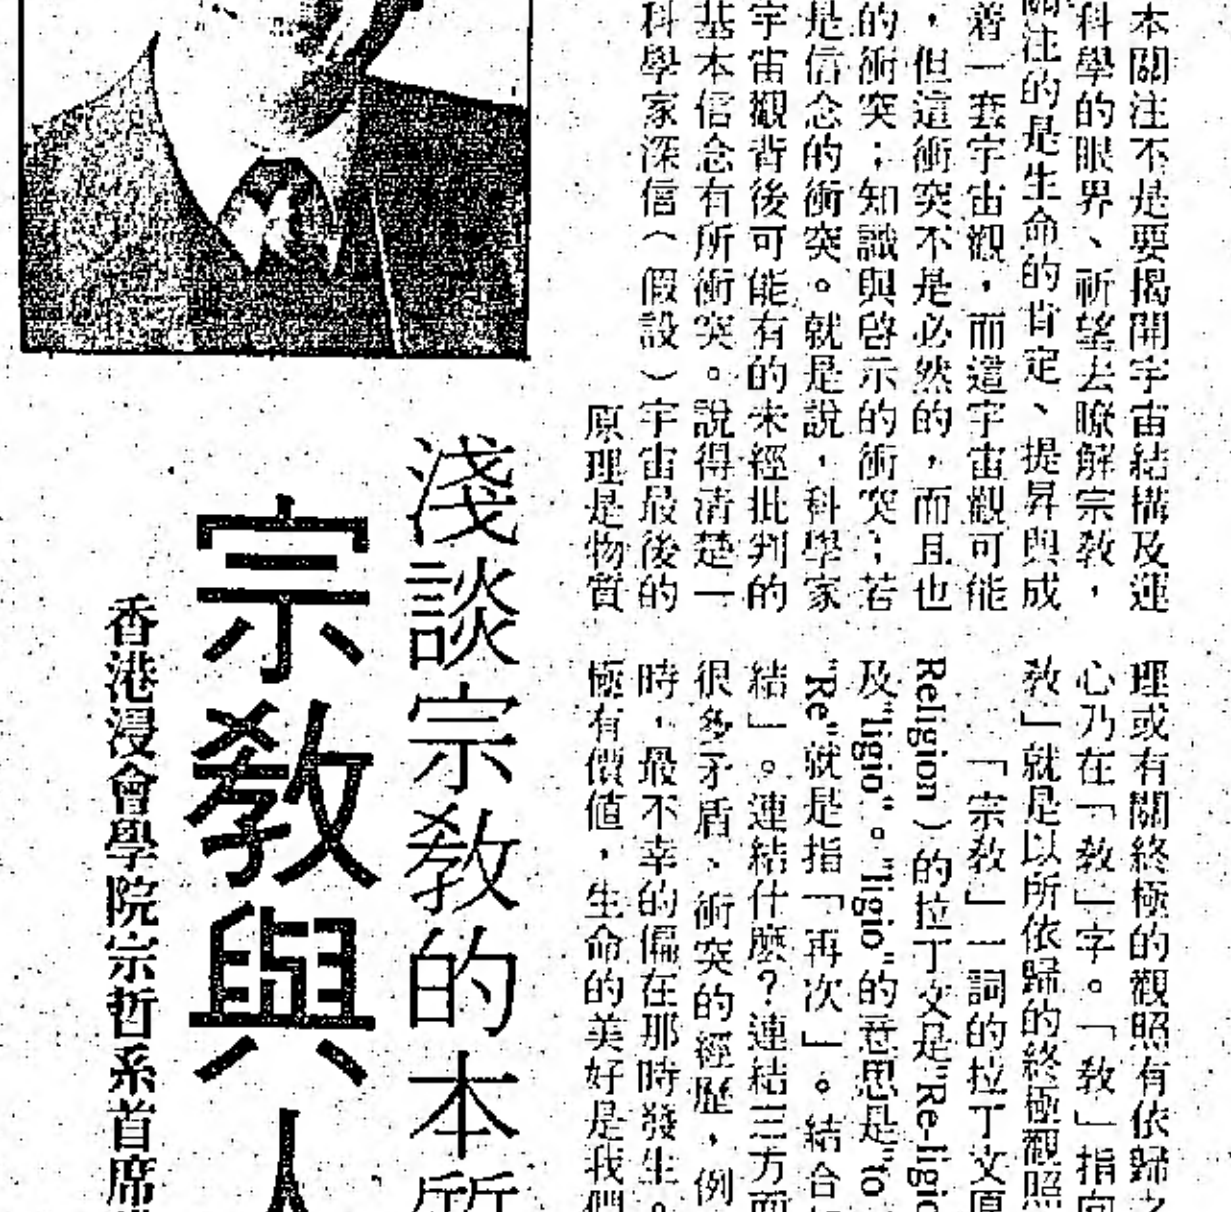 本關注不是要揭開宇宙結構及運
科學的眼界、祈望去瞭解宗教，
關注的是生命的肯定、提昇與成
着一套宇宙觀，而這宇宙觀可能
，但這衝突不是必然的，而且也
的衝突；知識與啓示的衝突；若
是信念的衝突。就是說，科學家
宇宙觀背後可能有的未經批判的
基本信念有所衝突。說得清楚一
科學家深信（假設）宇宙最後的
原理是物質
理或有關終極的觀照有依歸之
心乃在「教」字。「教」指向
教」就是以所依歸的終極觀照
「宗教」一詞的拉丁文原
Religion）的拉丁文是"Re-ligio
及"ligio"。"ligio"的意思是"to
"Re"就是指「再次」。結合
結」。連結什麼？連結三方面
很多矛盾、衝突的經歷，例
時，最不幸的偏在那時發生。
極有價值，生命的美好是我們
淺談宗教的本質
宗教與人
香港浸會學院宗哲系首席